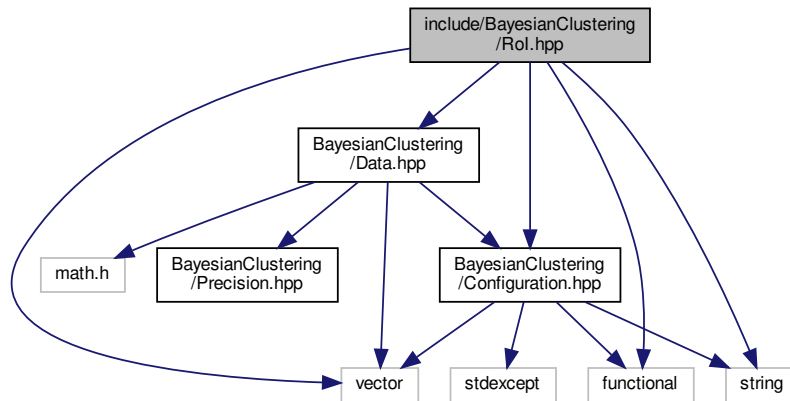 include/BayesianClustering
/RoI.hpp
BayesianClustering
/Data.hpp
math.h
BayesianClustering
/Precision.hpp
BayesianClustering
/Configuration.hpp
vector
stdexcept
functional
string